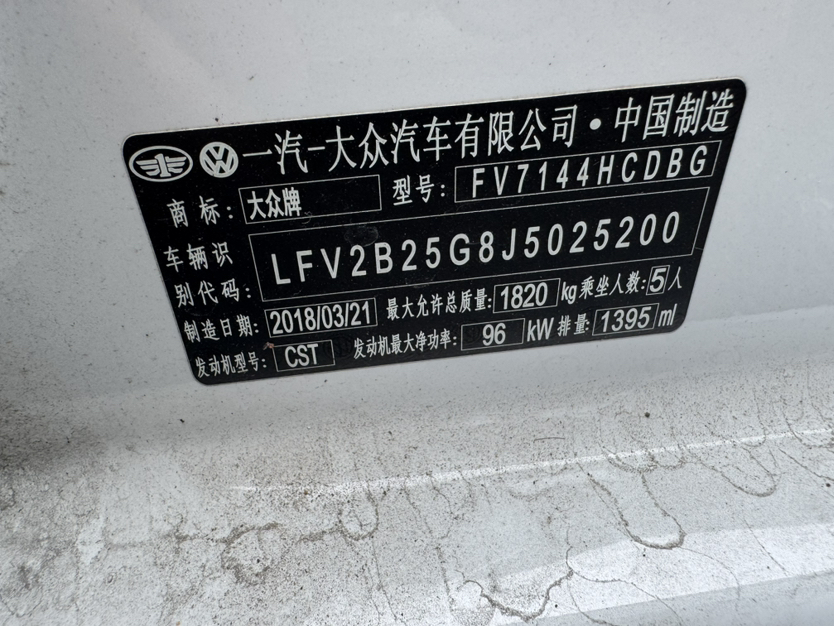 一汽-大众汽车有限公司·中国制造
商标: 大众牌 型号: FV7144HCDBG
车辆识别代码: LFV2B25G8J5025200
制造日期: 2018/03/21 最大允许总质量: 1820 kg 乘坐人数: 5 人
发动机型号: CST 发动机最大净功率: 96 kW 排量: 1395 ml